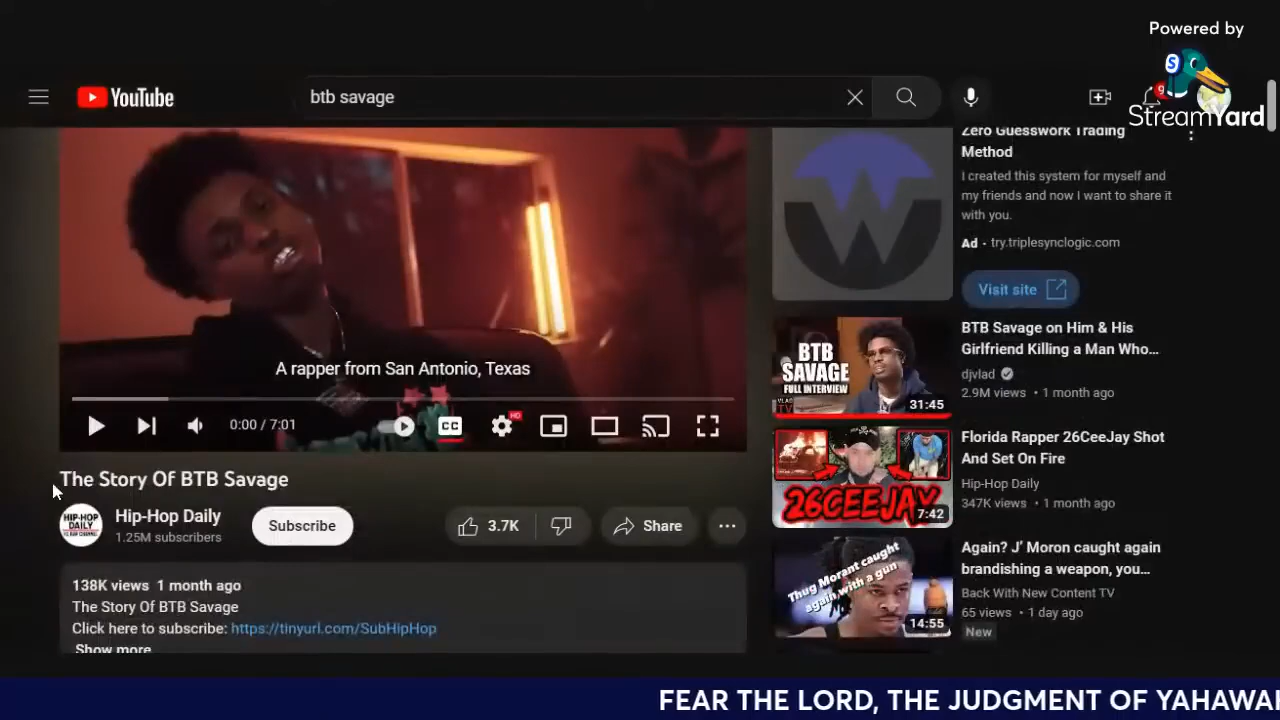 Powered by
StreamYard
YouTube
btb savage
9
A rapper from San Antonio, Texas
HD
CC
0:00 / 7:01
The Story Of BTB Savage
HIP-HOP
DAILY
Hip-Hop Daily
1.25M subscribers
Subscribe
3.7K
Share
138K views 1 month ago
The Story Of BTB Savage
Click here to subscribe: https://tinyurl.com/SubHipHop
Show more
Zero Guesswork Trading
Method
I created this system for myself and
my friends and now I want to share it
with you.
Ad · try.triplesynclogic.com
Visit site
BTB
SAVAGE
FULL INTERVIEW
31:45
BTB Savage on Him & His
Girlfriend Killing a Man Who...
djvlad
2.9M views · 1 month ago
26CEEJAY
7:42
Florida Rapper 26CeeJay Shot
And Set On Fire
Hip-Hop Daily
347K views · 1 month ago
Thug Morant caught
again with a gun
14:55
Again? J' Moron caught again
brandishing a weapon, you...
Back With New Content TV
65 views · 1 day ago
New
FEAR THE LORD, THE JUDGMENT OF YAHAWAH